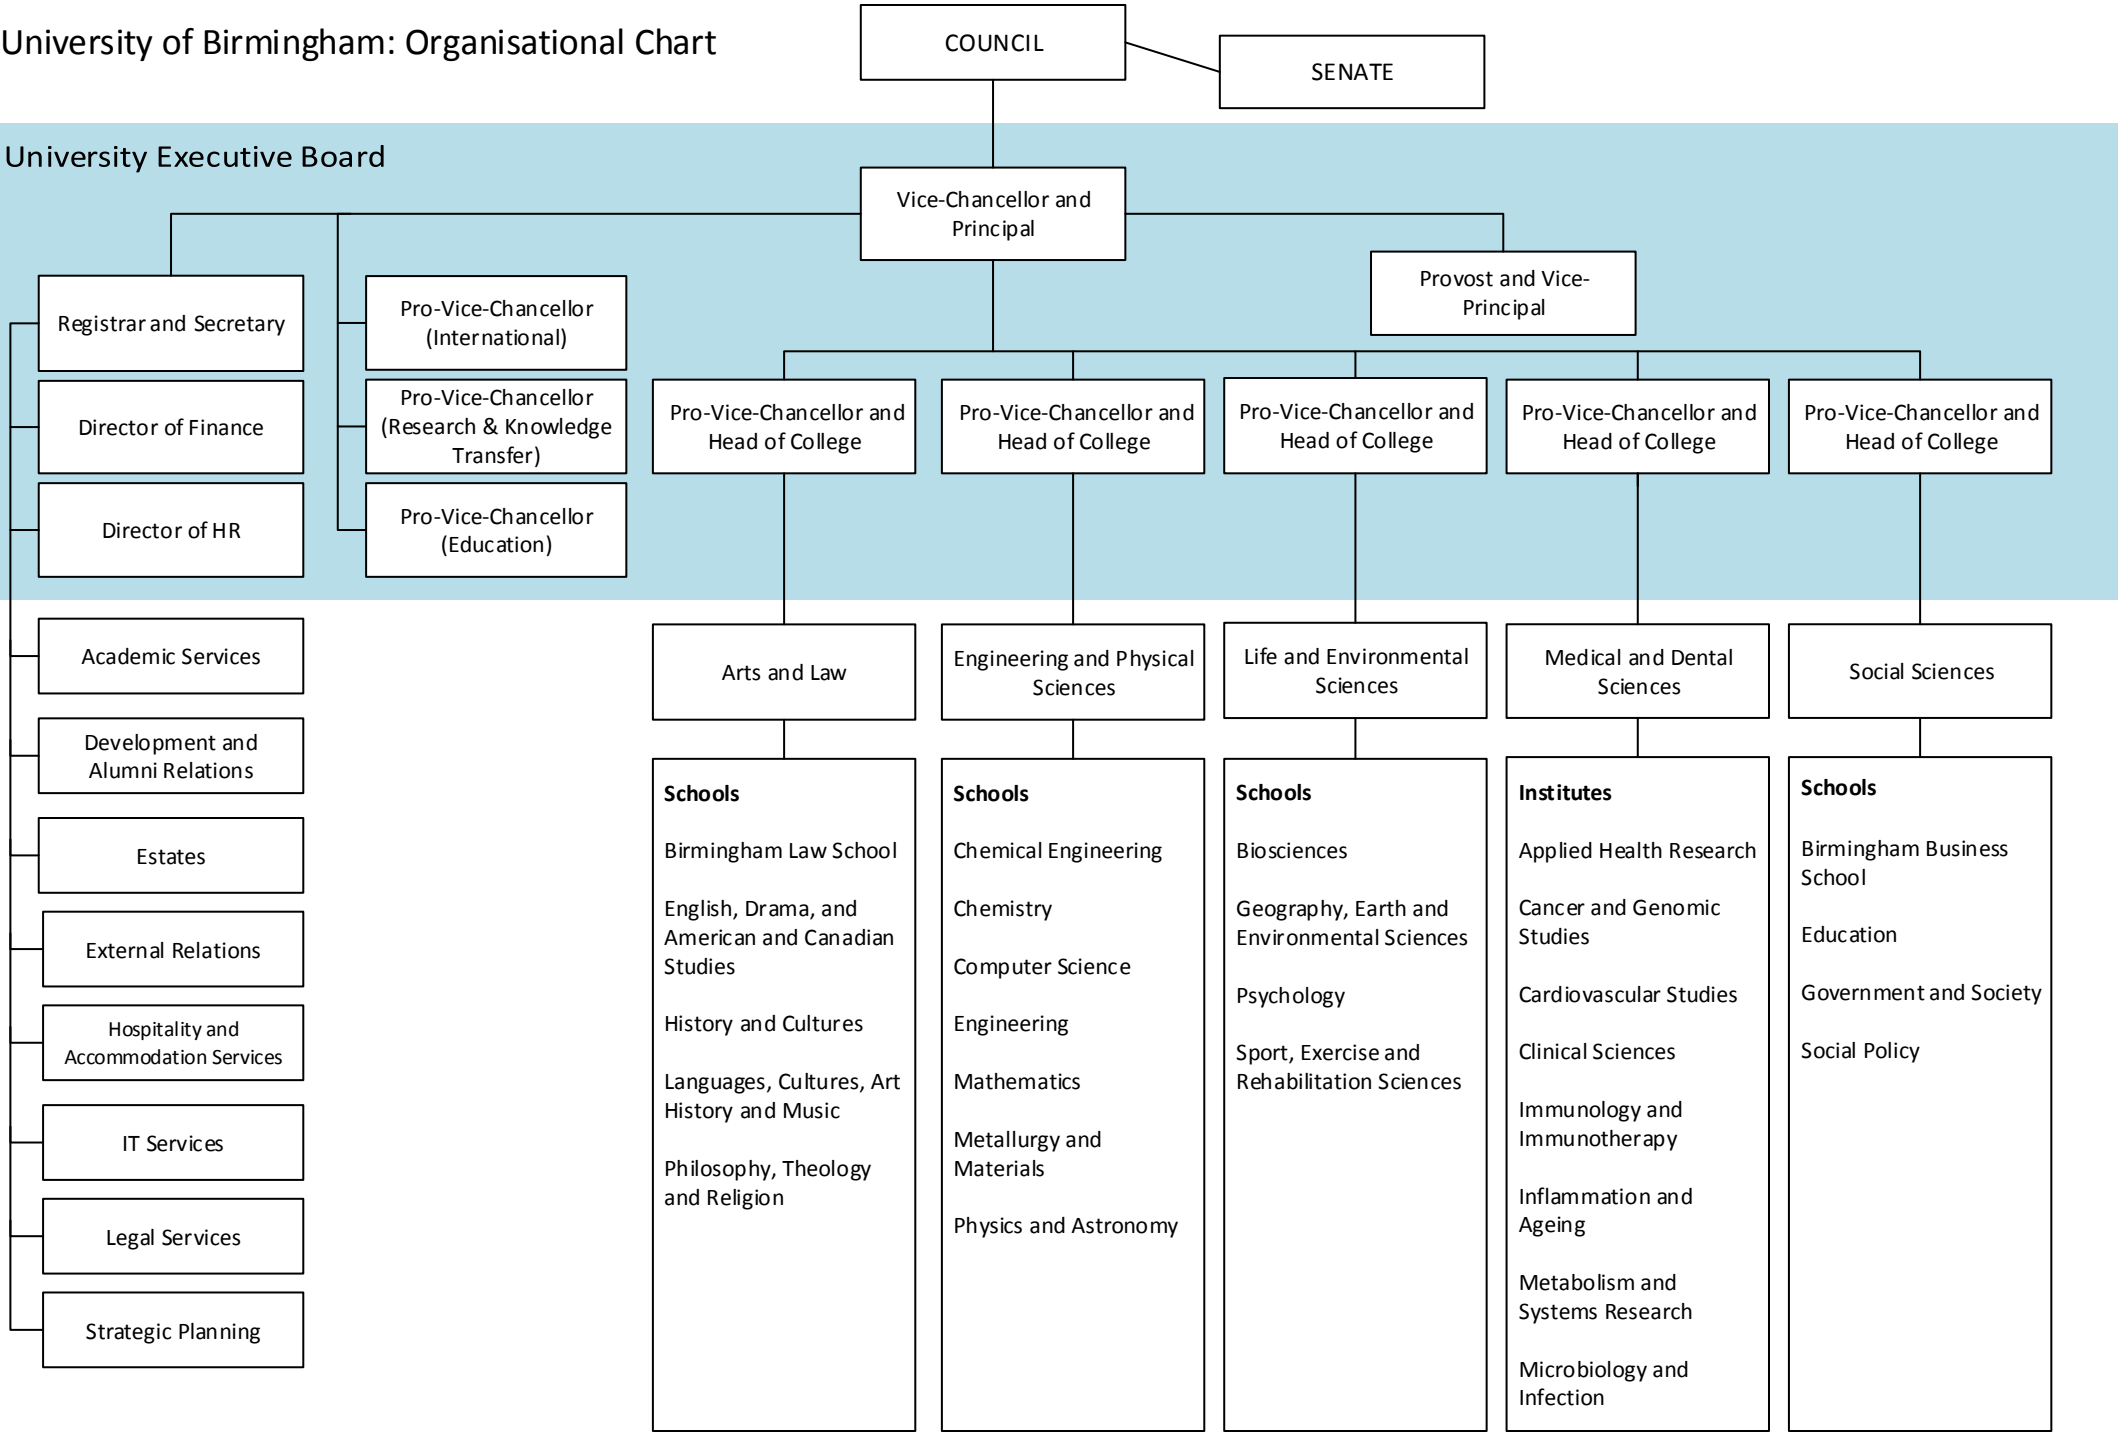 University of Birmingham: Organisational Chart
COUNCIL
SENATE
University Executive Board
Vice-Chancellor and
Principal
Provost and Vice-
Principal
Registrar and Secretary
Director of Finance
Director of HR
Pro-Vice-Chancellor
(International)
Pro-Vice-Chancellor
(Research & Knowledge
Transfer)
Pro-Vice-Chancellor
(Education)
Pro-Vice-Chancellor and
Head of College
Pro-Vice-Chancellor and
Head of College
Pro-Vice-Chancellor and
Head of College
Pro-Vice-Chancellor and
Head of College
Pro-Vice-Chancellor and
Head of College
Academic Services
Development and
Alumni Relations
Estates
External Relations
Hospitality and
Accommodation Services
IT Services
Legal Services
Strategic Planning
Arts and Law
Schools
Birmingham Law School
English, Drama, and
American and Canadian
Studies
History and Cultures
Languages, Cultures, Art
History and Music
Philosophy, Theology
and Religion
Engineering and Physical
Sciences
Schools
Chemical Engineering
Chemistry
Computer Science
Engineering
Mathematics
Metallurgy and
Materials
Physics and Astronomy
Life and Environmental
Sciences
Schools
Biosciences
Geography, Earth and
Environmental Sciences
Psychology
Sport, Exercise and
Rehabilitation Sciences
Medical and Dental
Sciences
Institutes
Applied Health Research
Cancer and Genomic
Studies
Cardiovascular Studies
Clinical Sciences
Immunology and
Immunotherapy
Inflammation and
Ageing
Metabolism and
Systems Research
Microbiology and
Infection
Social Sciences
Schools
Birmingham Business
School
Education
Government and Society
Social Policy